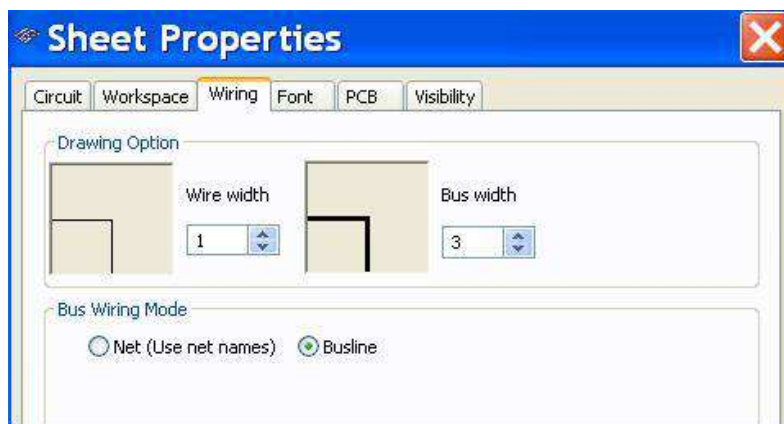 Sheet Properties
Circuit Workspace Wiring Font PCB Visibility
Drawing Option
Wire width Bus width
1 3
Bus Wiring Mode
Net (Use net names) Busline